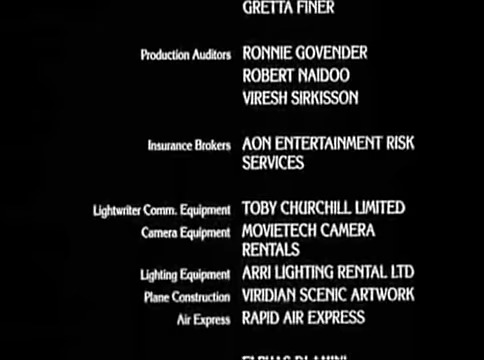 GRETTA FINER
Production Auditors RONNIE GOVENDER
ROBERT NAIDOO
VIRESH SIRKISSON
Insurance Brokers AON ENTERTAINMENT RISK
SERVICES
Lightwriter Comm. Equipment TOBY CHURCHILL LIMITED
Camera Equipment MOVIETECH CAMERA
RENTALS
Lighting Equipment ARRI LIGHTING RENTAL LTD
Plane Construction VIRIDIAN SCENIC ARTWORK
Air Express RAPID AIR EXPRESS